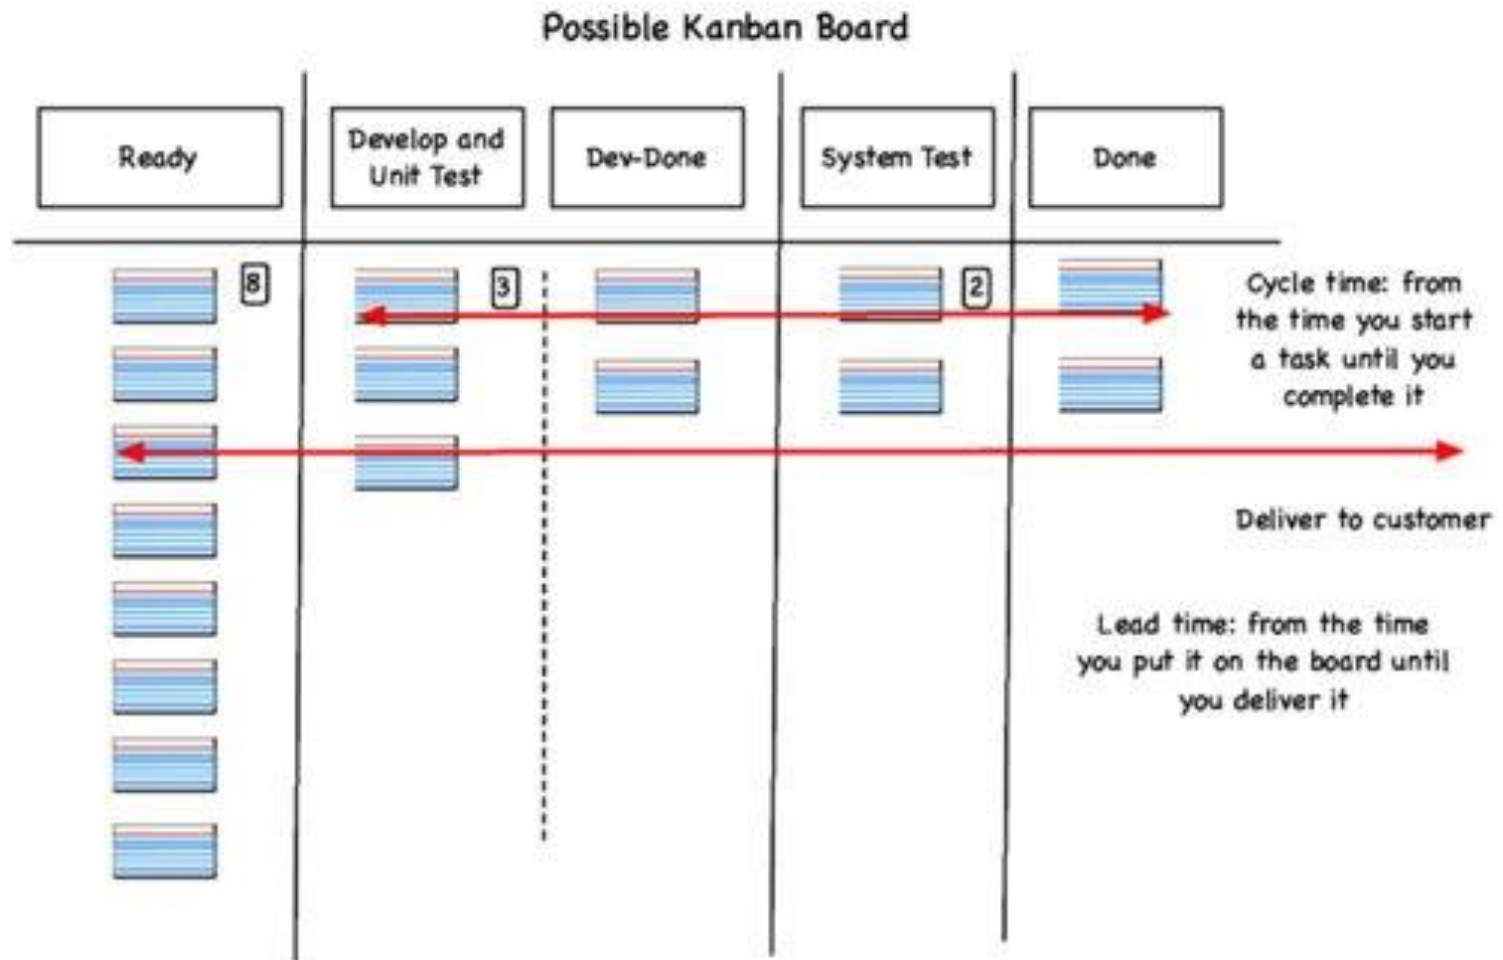 Possible Kanban Board
Ready
Develop and
Unit Test
Dev-Done
System Test
Done
8
3
2
Cycle time: from
the time you start
a task until you
complete it
Deliver to customer
Lead time: from the time
you put it on the board until
you deliver it